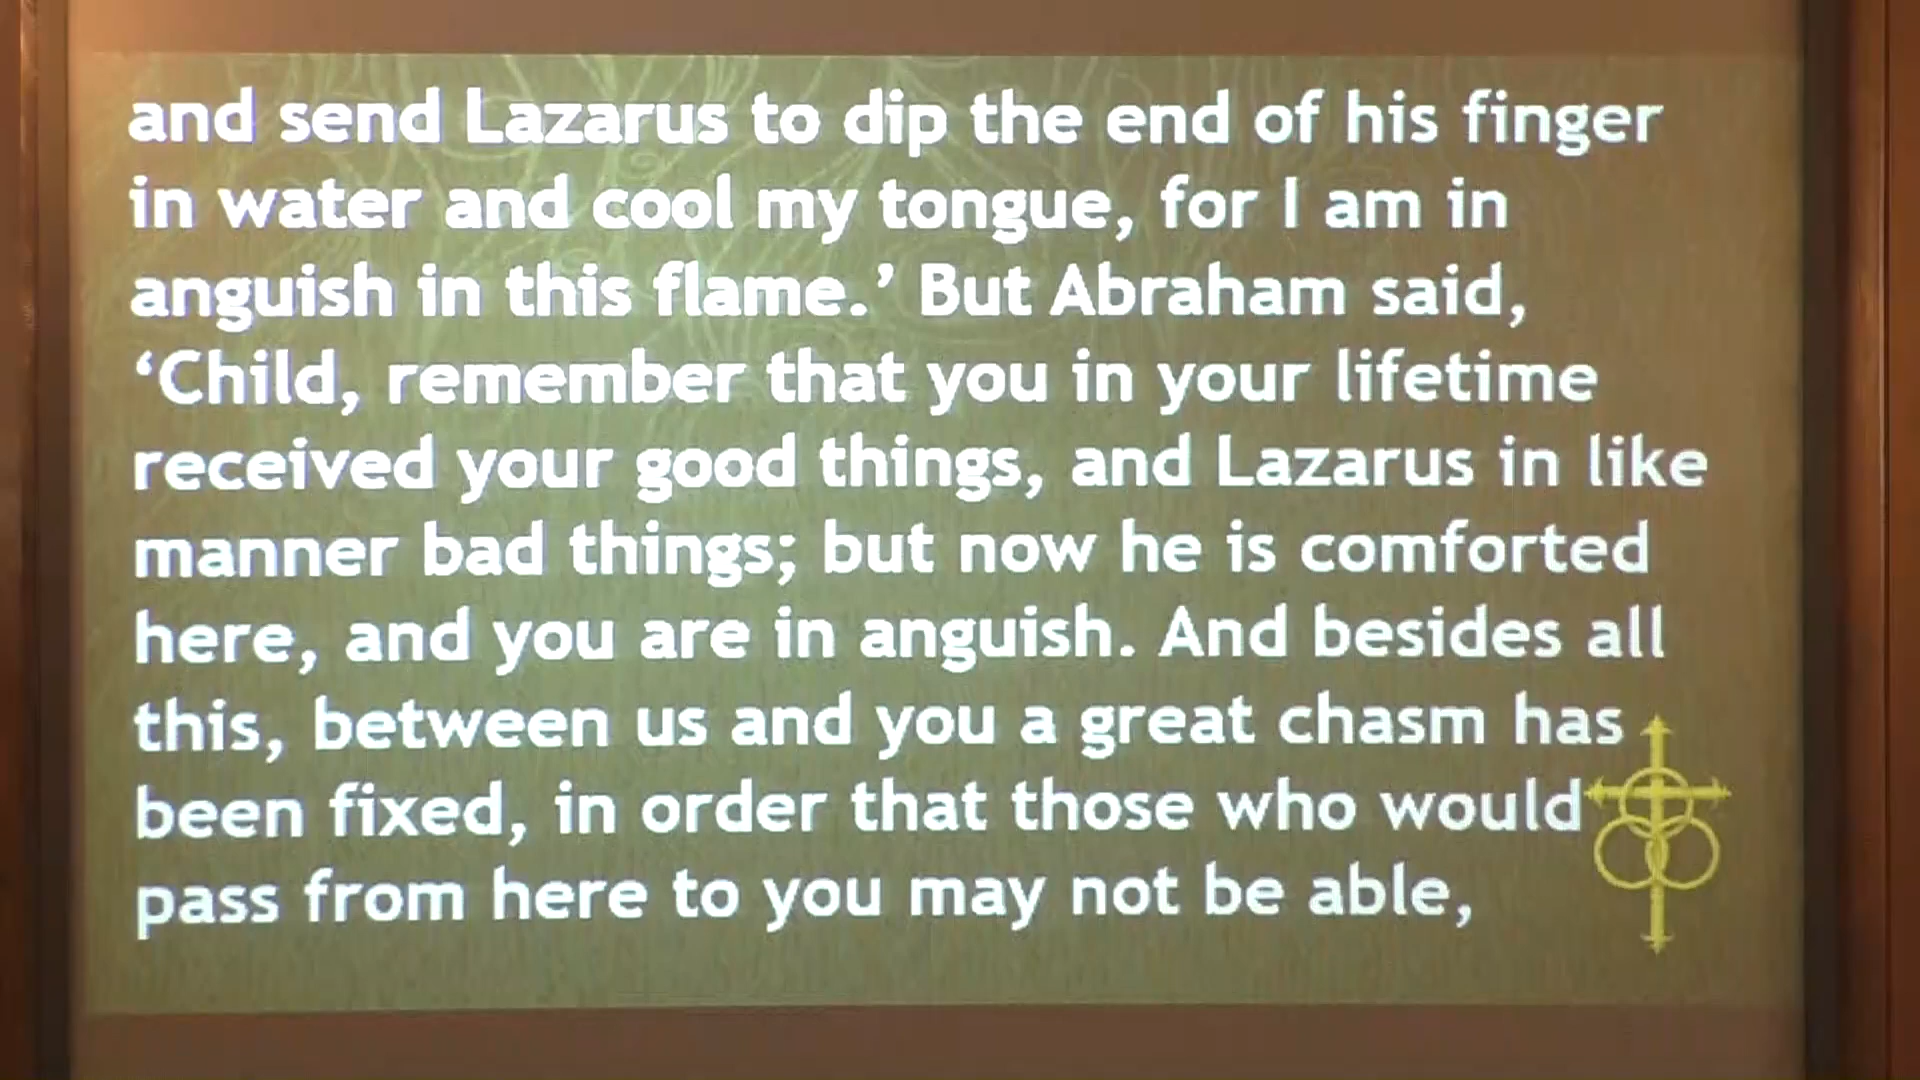 and send Lazarus to dip the end of his finger
in water and cool my tongue, for I am in
anguish in this flame.’ But Abraham said,
‘Child, remember that you in your lifetime
received your good things, and Lazarus in like
manner bad things; but now he is comforted
here, and you are in anguish. And besides all
this, between us and you a great chasm has
been fixed, in order that those who would
pass from here to you may not be able,